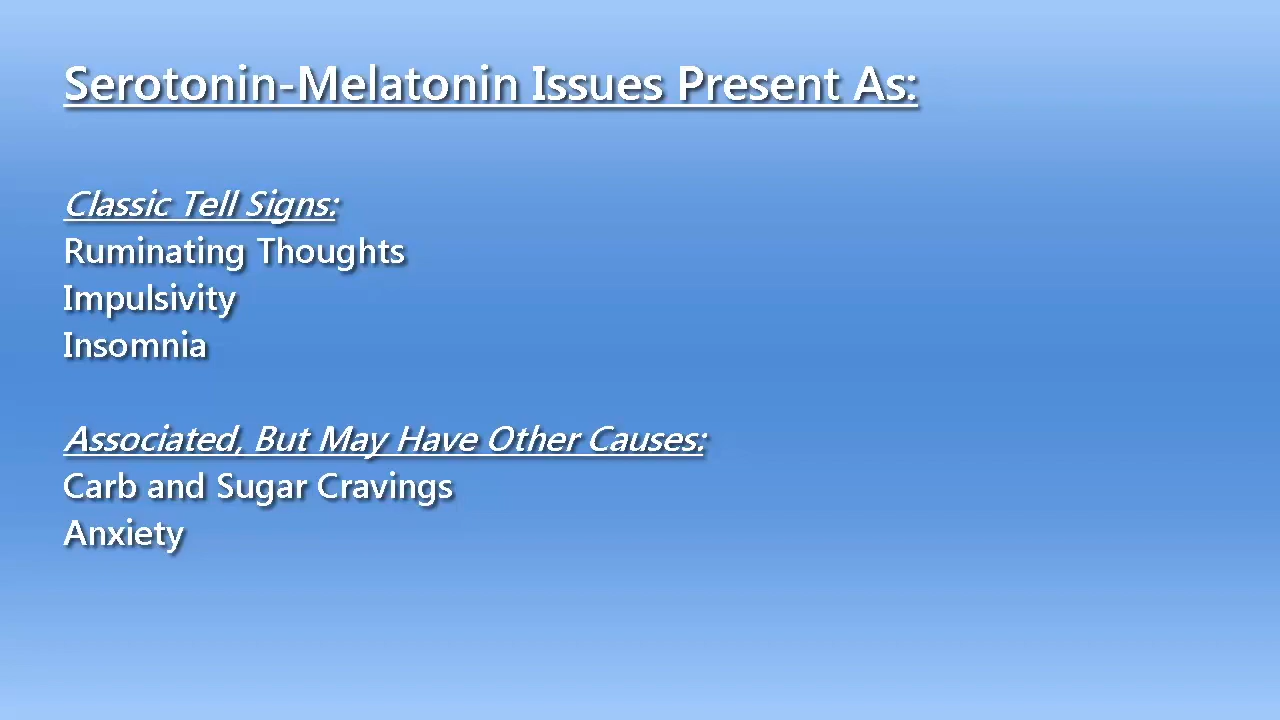 Serotonin-Melatonin Issues Present As:
Classic Tell Signs:
Ruminating Thoughts
Impulsivity
Insomnia
Associated, But May Have Other Causes:
Carb and Sugar Cravings
Anxiety